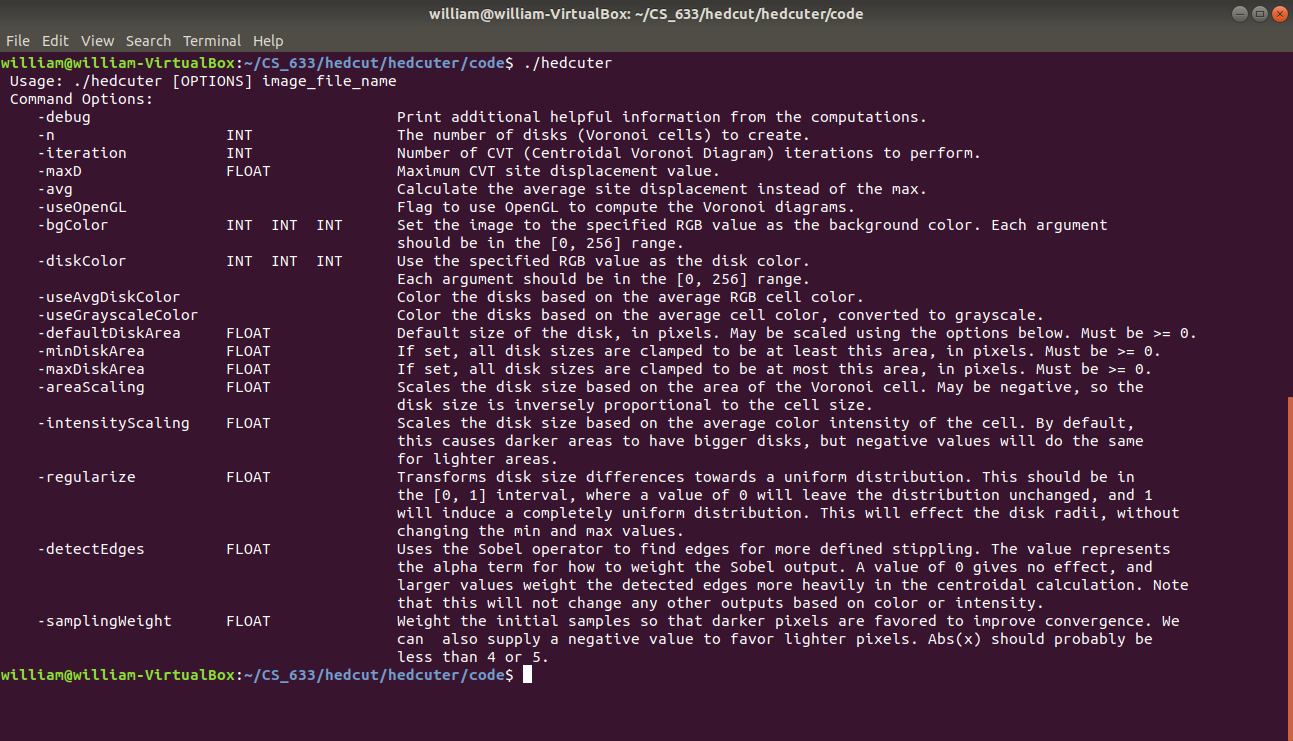 william@william-VirtualBox: ~/CS_633/hedcut/hedcuter/code
File Edit View Search Terminal Help
william@william-VirtualBox:~/CS_633/hedcut/hedcuter/code$ ./hedcuter
Usage: ./hedcuter [OPTIONS] image_file_name
Command Options:
-debug Print additional helpful information from the computations.
-n INT The number of disks (Voronoi cells) to create.
-iteration INT Number of CVT (Centroidal Voronoi Diagram) iterations to perform.
-maxD FLOAT Maximum CVT site displacement value.
-avg Calculate the average site displacement instead of the max.
-useOpenGL Flag to use OpenGL to compute the Voronoi diagrams.
-bgColor INT INT INT Set the image to the specified RGB value as the background color. Each argument
should be in the [0, 256] range.
-diskColor INT INT INT Use the specified RGB value as the disk color.
Each argument should be in the [0, 256] range.
-useAvgDiskColor Color the disks based on the average RGB cell color.
-useGrayscaleColor Color the disks based on the average cell color, converted to grayscale.
-defaultDiskArea FLOAT Default size of the disk, in pixels. May be scaled using the options below. Must be >= 0.
-minDiskArea FLOAT If set, all disk sizes are clamped to be at least this area, in pixels. Must be >= 0.
-maxDiskArea FLOAT If set, all disk sizes are clamped to be at most this area, in pixels. Must be >= 0.
-areaScaling FLOAT Scales the disk size based on the area of the Voronoi cell. May be negative, so the
disk size is inversely proportional to the cell size.
-intensityScaling FLOAT Scales the disk size based on the average color intensity of the cell. By default,
this causes darker areas to have bigger disks, but negative values will do the same
for lighter areas.
-regularize FLOAT Transforms disk size differences towards a uniform distribution. This should be in
the [0, 1] interval, where a value of 0 will leave the distribution unchanged, and 1
will induce a completely uniform distribution. This will effect the disk radii, without
changing the min and max values.
-detectEdges FLOAT Uses the Sobel operator to find edges for more defined stippling. The value represents
the alpha term for how to weight the Sobel output. A value of 0 gives no effect, and
larger values weight the detected edges more heavily in the centroidal calculation. Note
that this will not change any other outputs based on color or intensity.
-samplingWeight FLOAT Weight the initial samples so that darker pixels are favored to improve convergence. We
can  also supply a negative value to favor lighter pixels. Abs(x) should probably be
less than 4 or 5.
william@william-VirtualBox:~/CS_633/hedcut/hedcuter/code$